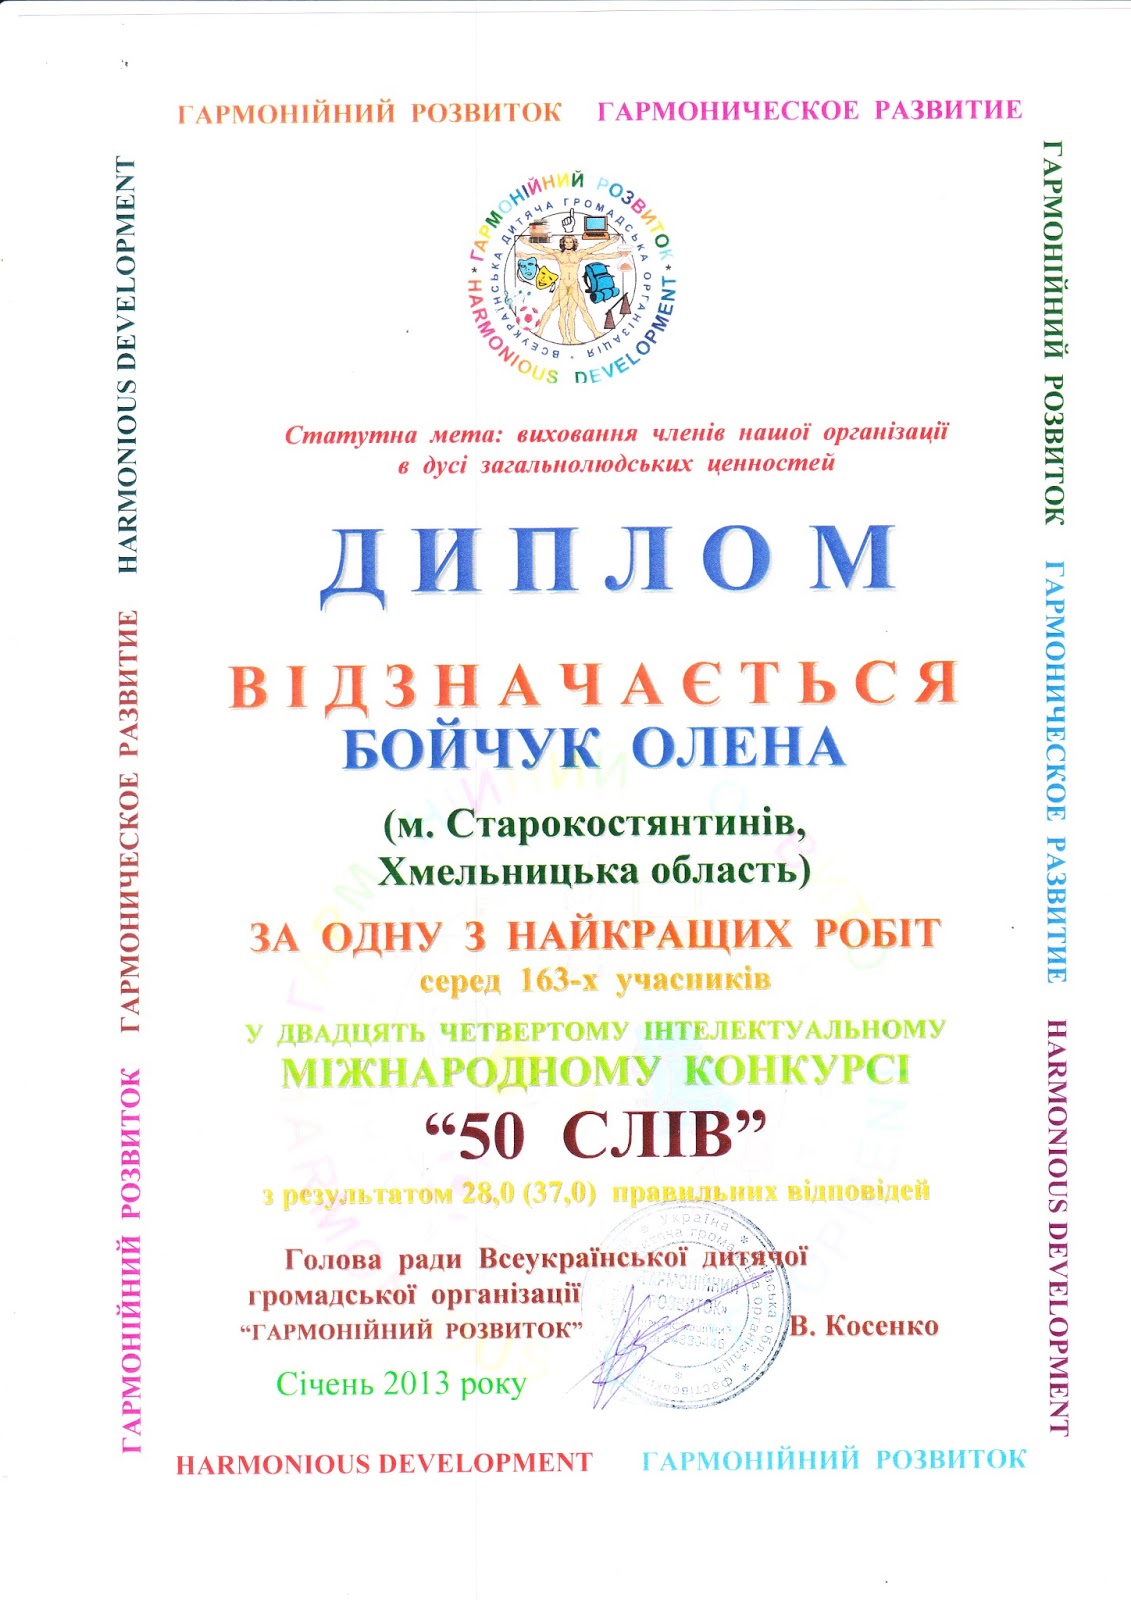 ГАРМОНІЙНИЙ РОЗВИТОК ГАРМОНИЧЕСКОЕ РАЗВИТИЕ
ГАРМОНІЙНИЙ РОЗВИТОК ГАРМОНИЧЕСКОЕ РАЗВИТИЕ HARMONIOUS DEVELOPMENT
ГАРМОНІЙНИЙ РОЗВИТОК ГАРМОНИЧЕСКОЕ РАЗВИТИЕ HARMONIOUS DEVELOPMENT
* ГАРМОНІЙНИЙ РОЗВИТОК *
HARMONIOUS DEVELOPMENT
ВСЕУКРАЇНСЬКА ДИТЯЧА ГРОМАДСЬКА ОРГАНІЗАЦІЯ
Статутна мета: виховання членів нашої організації
в дусі загальнолюдських ценностей
ДИПЛОМ
ВІДЗНАЧАЄТЬСЯ
БОЙЧУК ОЛЕНА
(м. Старокостянтинів,
Хмельницька область)
ЗА ОДНУ З НАЙКРАЩИХ РОБІТ
серед 163-х учасників
У ДВАДЦЯТЬ ЧЕТВЕРТОМУ ІНТЕЛЕКТУАЛЬНОМУ
МІЖНАРОДНОМУ КОНКУРСІ
“50 СЛІВ”
з результатом 28,0 (37,0) правильних відповідей
Голова ради Всеукраїнської дитячої
громадської організації
“ГАРМОНІЙНИЙ РОЗВИТОК”
В. Косенко
Україна
«ГАРМОНІЙНИЙ
РОЗВИТОК»
Січень 2013 року
HARMONIOUS DEVELOPMENT ГАРМОНІЙНИЙ РОЗВИТОК